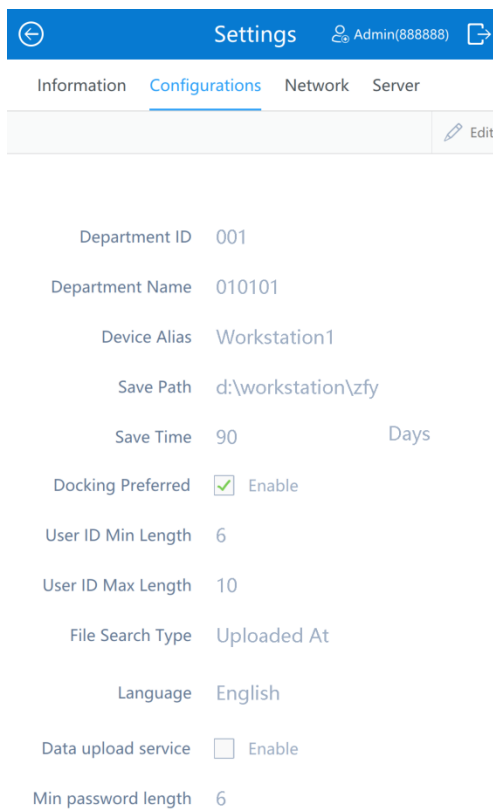 Settings Admin(888888)
Information Configurations Network Server
Edit
Department ID 001
Department Name 010101
Device Alias Workstation1
Save Path d:\workstation\zfy
Save Time 90 Days
Docking Preferred Enable
User ID Min Length 6
User ID Max Length 10
File Search Type Uploaded At
Language English
Data upload service Enable
Min password length 6